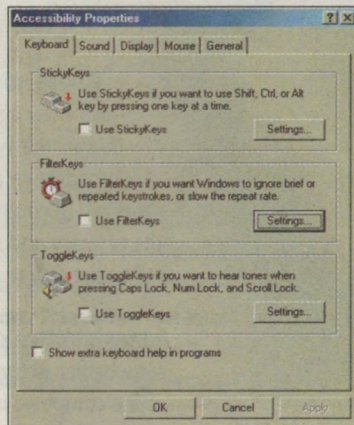 Accessibility Properties
Keyboard Sound Display Mouse General
StickyKeys
Use StickyKeys if you want to use Shift, Ctrl, or Alt
key by pressing one key at a time.
Use StickyKeys
Settings...
FilterKeys
Use FilterKeys if you want Windows to ignore brief or
repeated keystrokes, or slow the repeat rate.
Use FilterKeys
Settings...
ToggleKeys
Use ToggleKeys if you want to hear tones when
pressing Caps Lock, Num Lock, and Scroll Lock.
Use ToggleKeys
Settings...
Show extra keyboard help in programs
OK Cancel Apply